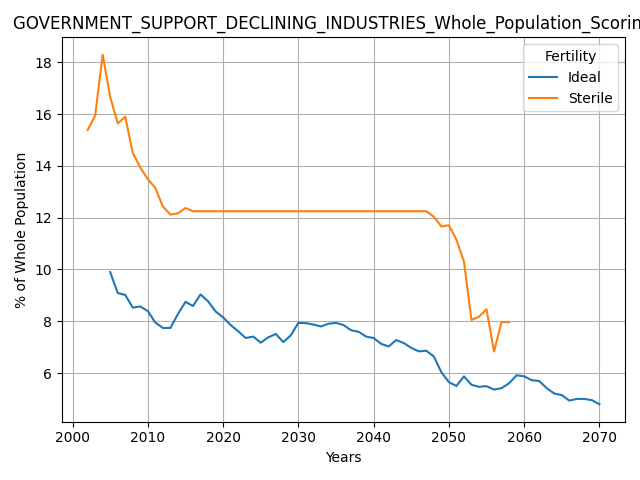 GOVERNMENT_SUPPORT_DECLINING_INDUSTRIES_Whole_Population_Scorin
Fertility
Ideal
Sterile
% of Whole Population
18
16
14
12
10
8
6
2000 2010 2020 2030 2040 2050 2060 2070
Years